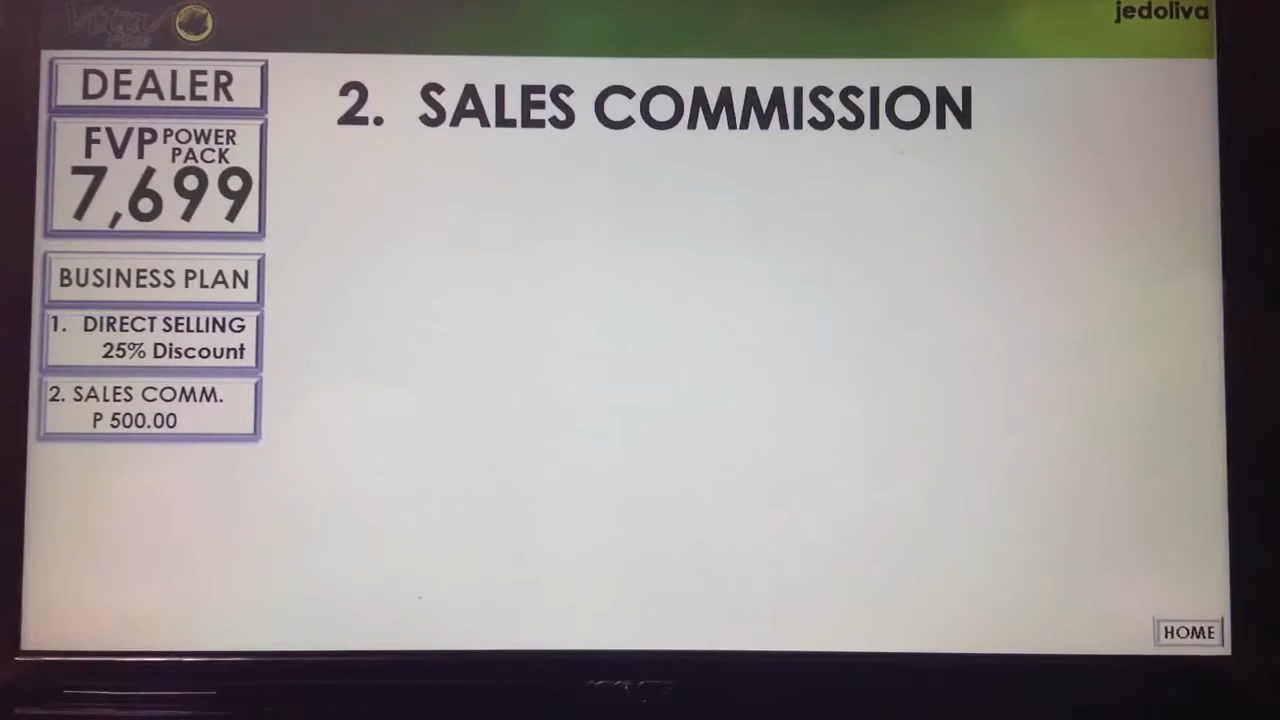 jedoliva
DEALER
FVP POWER
PACK
7,699
BUSINESS PLAN
1. DIRECT SELLING
25% Discount
2. SALES COMM.
P 500.00
2. SALES COMMISSION
HOME